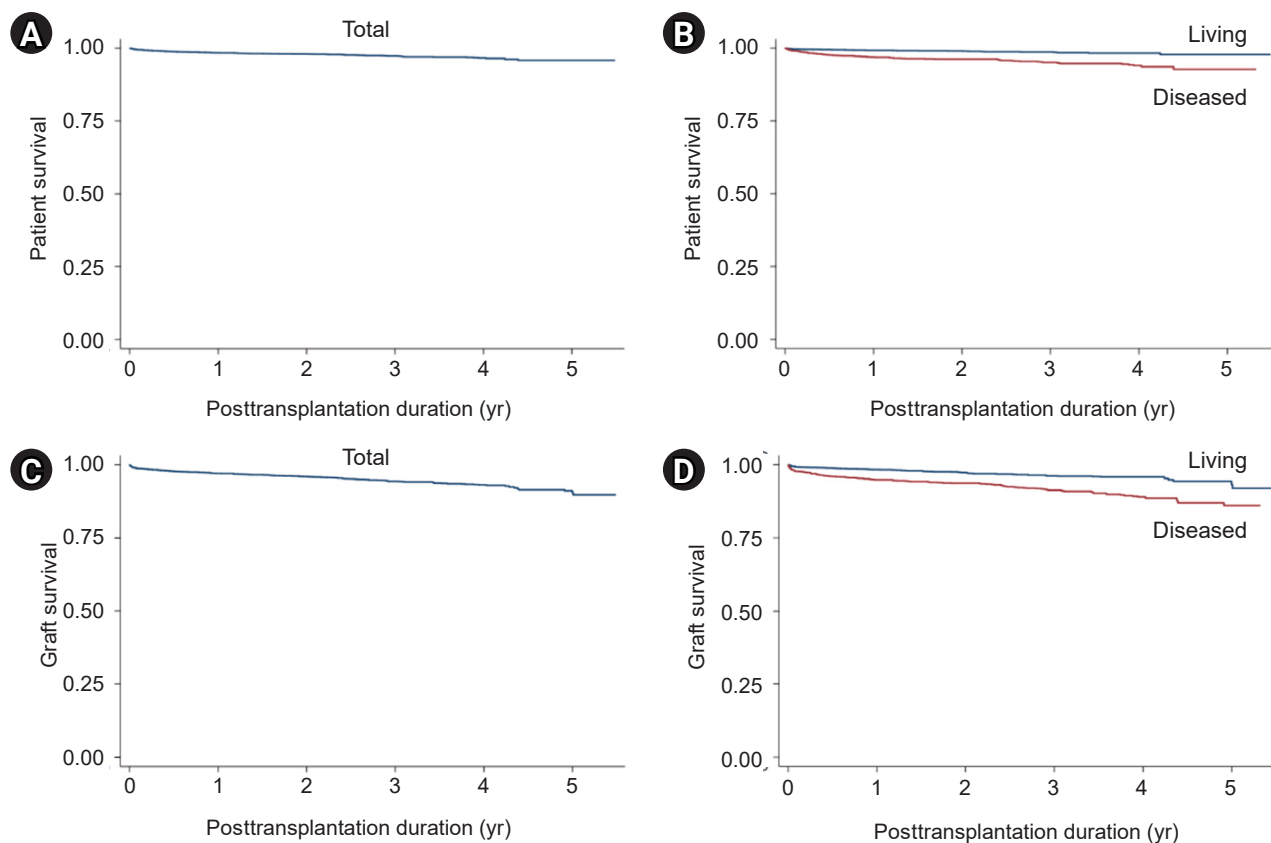 A
Total
1.00
0.75
0.50
0.25
0.00
Patient survival
0 1 2 3 4 5
Posttransplantation duration (yr)
B
Living
Diseased
1.00
0.75
0.50
0.25
0.00
Patient survival
0 1 2 3 4 5
Posttransplantation duration (yr)
C
Total
1.00
0.75
0.50
0.25
0.00
Graft survival
0 1 2 3 4 5
Posttransplantation duration (yr)
D
Living
Diseased
1.00
0.75
0.50
0.25
0.00
Graft survival
0 1 2 3 4 5
Posttransplantation duration (yr)